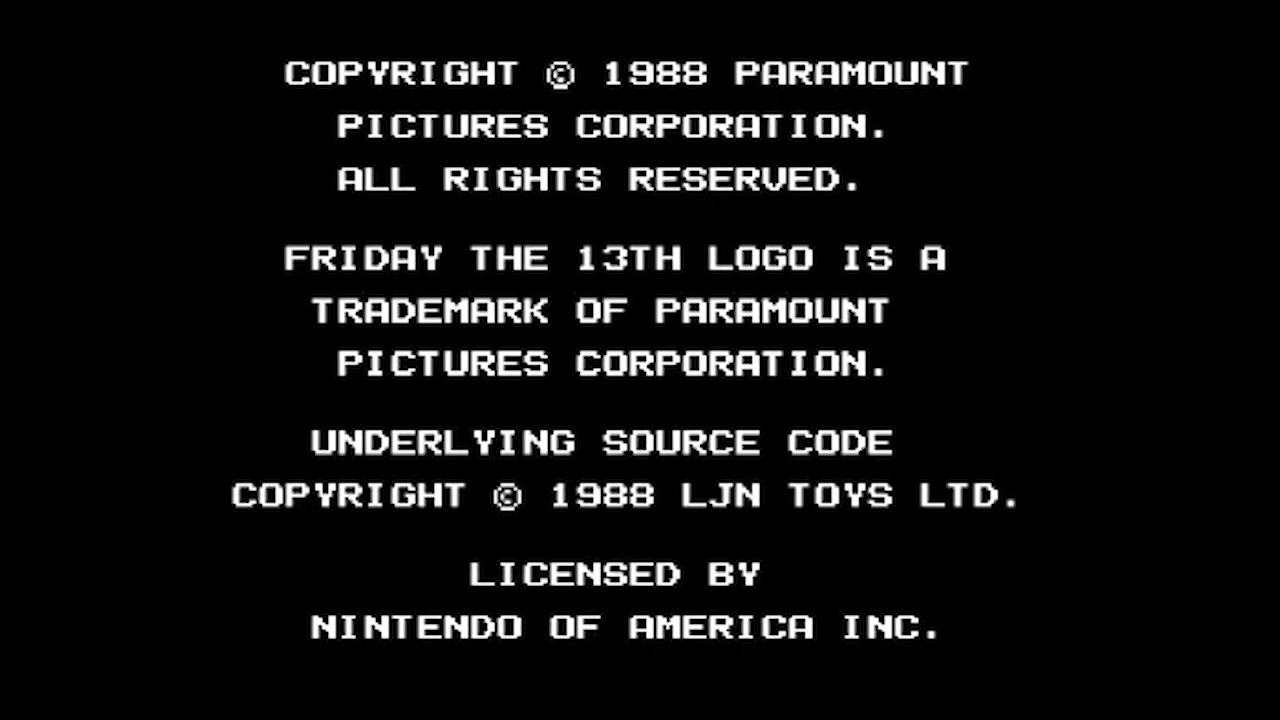 COPYRIGHT © 1988 PARAMOUNT
PICTURES CORPORATION.
ALL RIGHTS RESERVED.
FRIDAY THE 13TH LOGO IS A
TRADEMARK OF PARAMOUNT
PICTURES CORPORATION.
UNDERLYING SOURCE CODE
COPYRIGHT © 1988 LJN TOYS LTD.
LICENSED BY
NINTENDO OF AMERICA INC.